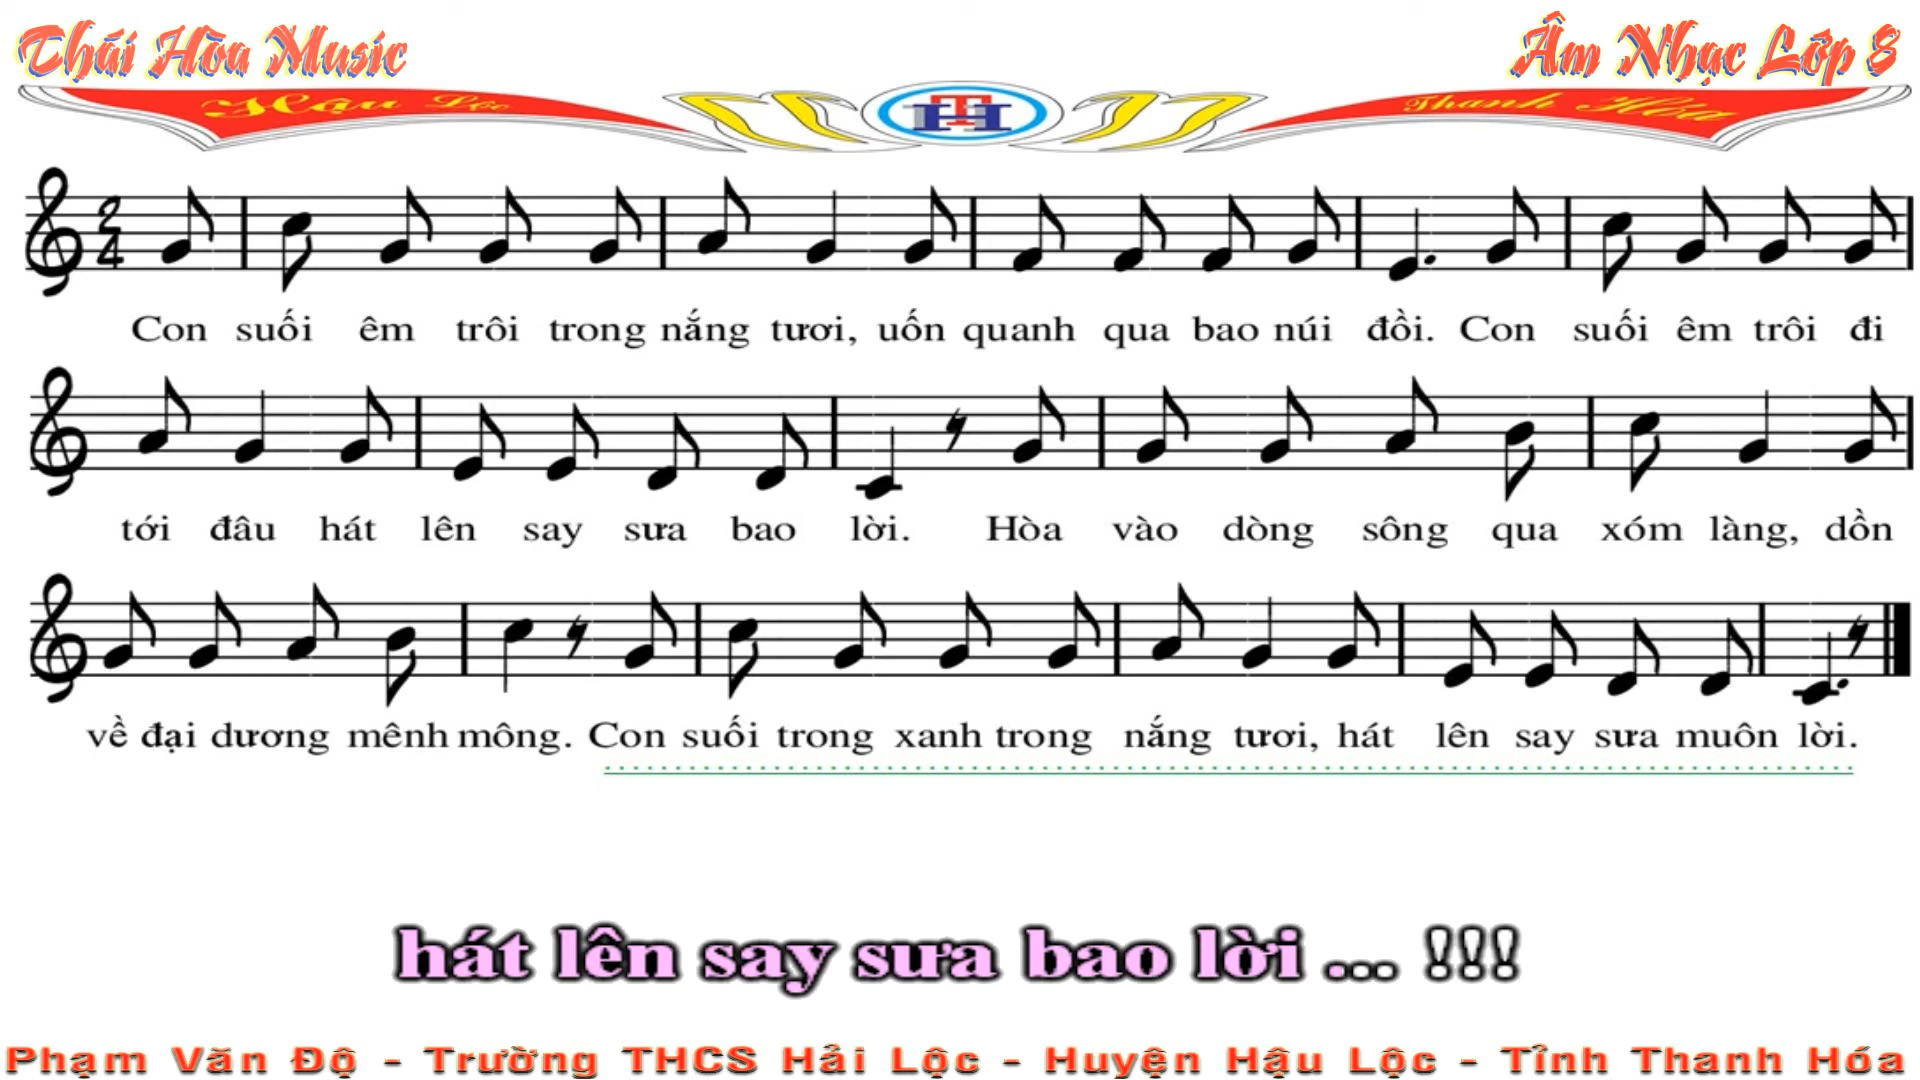 Thái Hòa Music
Âm Nhạc Lớp 8
Hậu Lộc
TH
Thanh Hóa
2
4
Con suối êm trôi trong nắng tươi, uốn quanh qua bao núi đồi. Con suối êm trôi đi
tới đâu hát lên say sưa bao lời. Hòa vào dòng sông qua xóm làng, dồn
về đại dương mênh mông. Con suối trong xanh trong nắng tươi, hát lên say sưa muôn lời.
hát lên say sưa bao lời ... !!!
Phạm Văn Độ - Trường THCS Hải Lộc - Huyện Hậu Lộc - Tỉnh Thanh Hóa